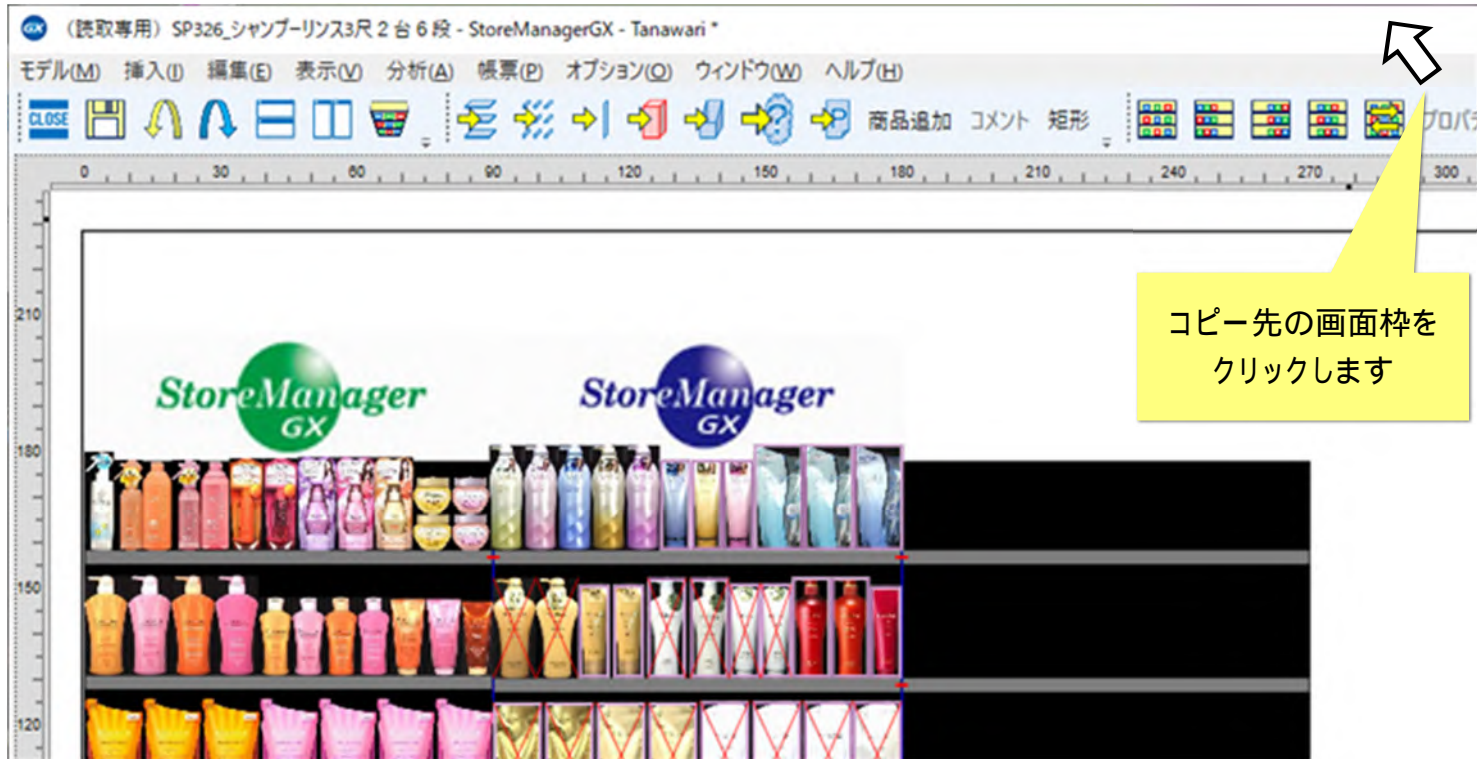 GX (読取専用) SP326_シャンプーリンス3尺２台６段 - StoreManagerGX - Tanawari *
モデル(M) 挿入(I) 編集(E) 表示(V) 分析(A) 帳票(P) オプション(O) ウィンドウ(W) ヘルプ(H)
CLOSE 商品追加 コメント 矩形 プロパテ
0 30 60 90 120 150 180 210 240 270 300
コピー先の画面枠を
クリックします
210
StoreManager GX
StoreManager GX
180
150
120